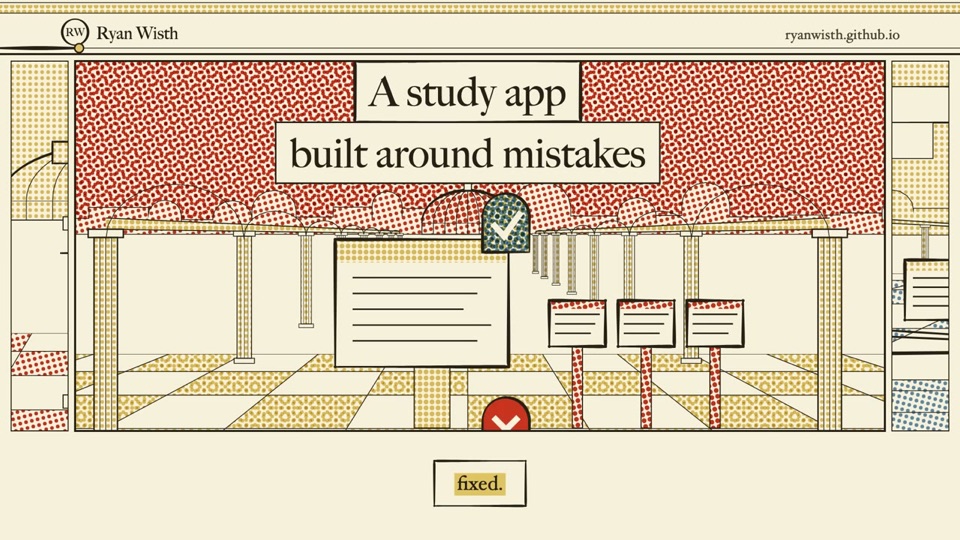 RW Ryan Wisth
ryanwisth.github.io
A study app
built around mistakes
fixed.